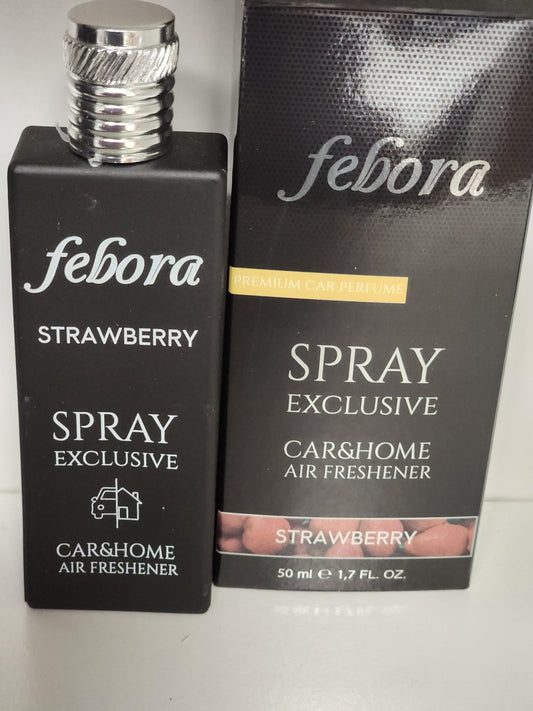 febora
STRAWBERRY
SPRAY
EXCLUSIVE
CAR&HOME
AIR FRESHENER
febora
PREMIUM CAR PERFUME
SPRAY
EXCLUSIVE
CAR&HOME
AIR FRESHENER
STRAWBERRY
50 ml ℮ 1,7 FL. OZ.